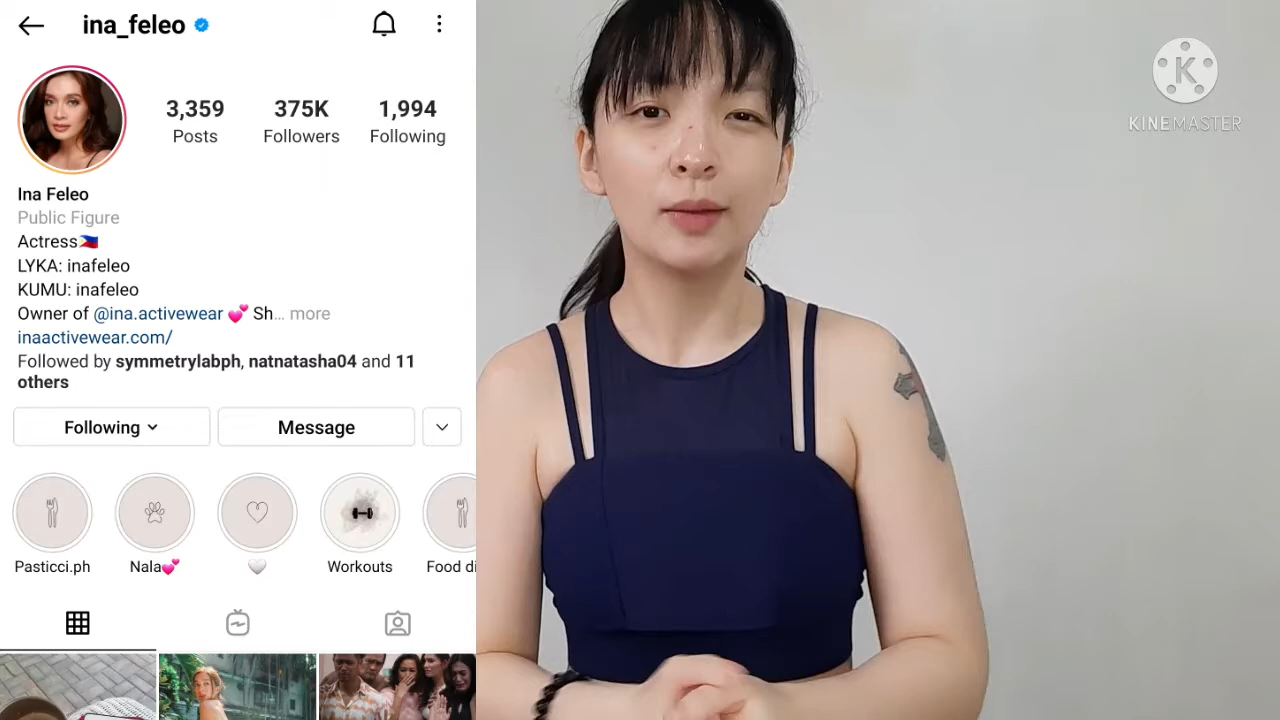 ina_feleo
3,359
375K
1,994
Posts
Followers
Following
Ina Feleo
Public Figure
Actress🇵🇭
LYKA: inafeleo
KUMU: inafeleo
Owner of @ina.activewear 💕 Sh... more
inaactivewear.com/
Followed by symmetrylabph, natnatasha04 and 11
others
Following
Message
Pasticci.ph
Nala💕
🤍
Workouts
Food di
K
KINEMASTER